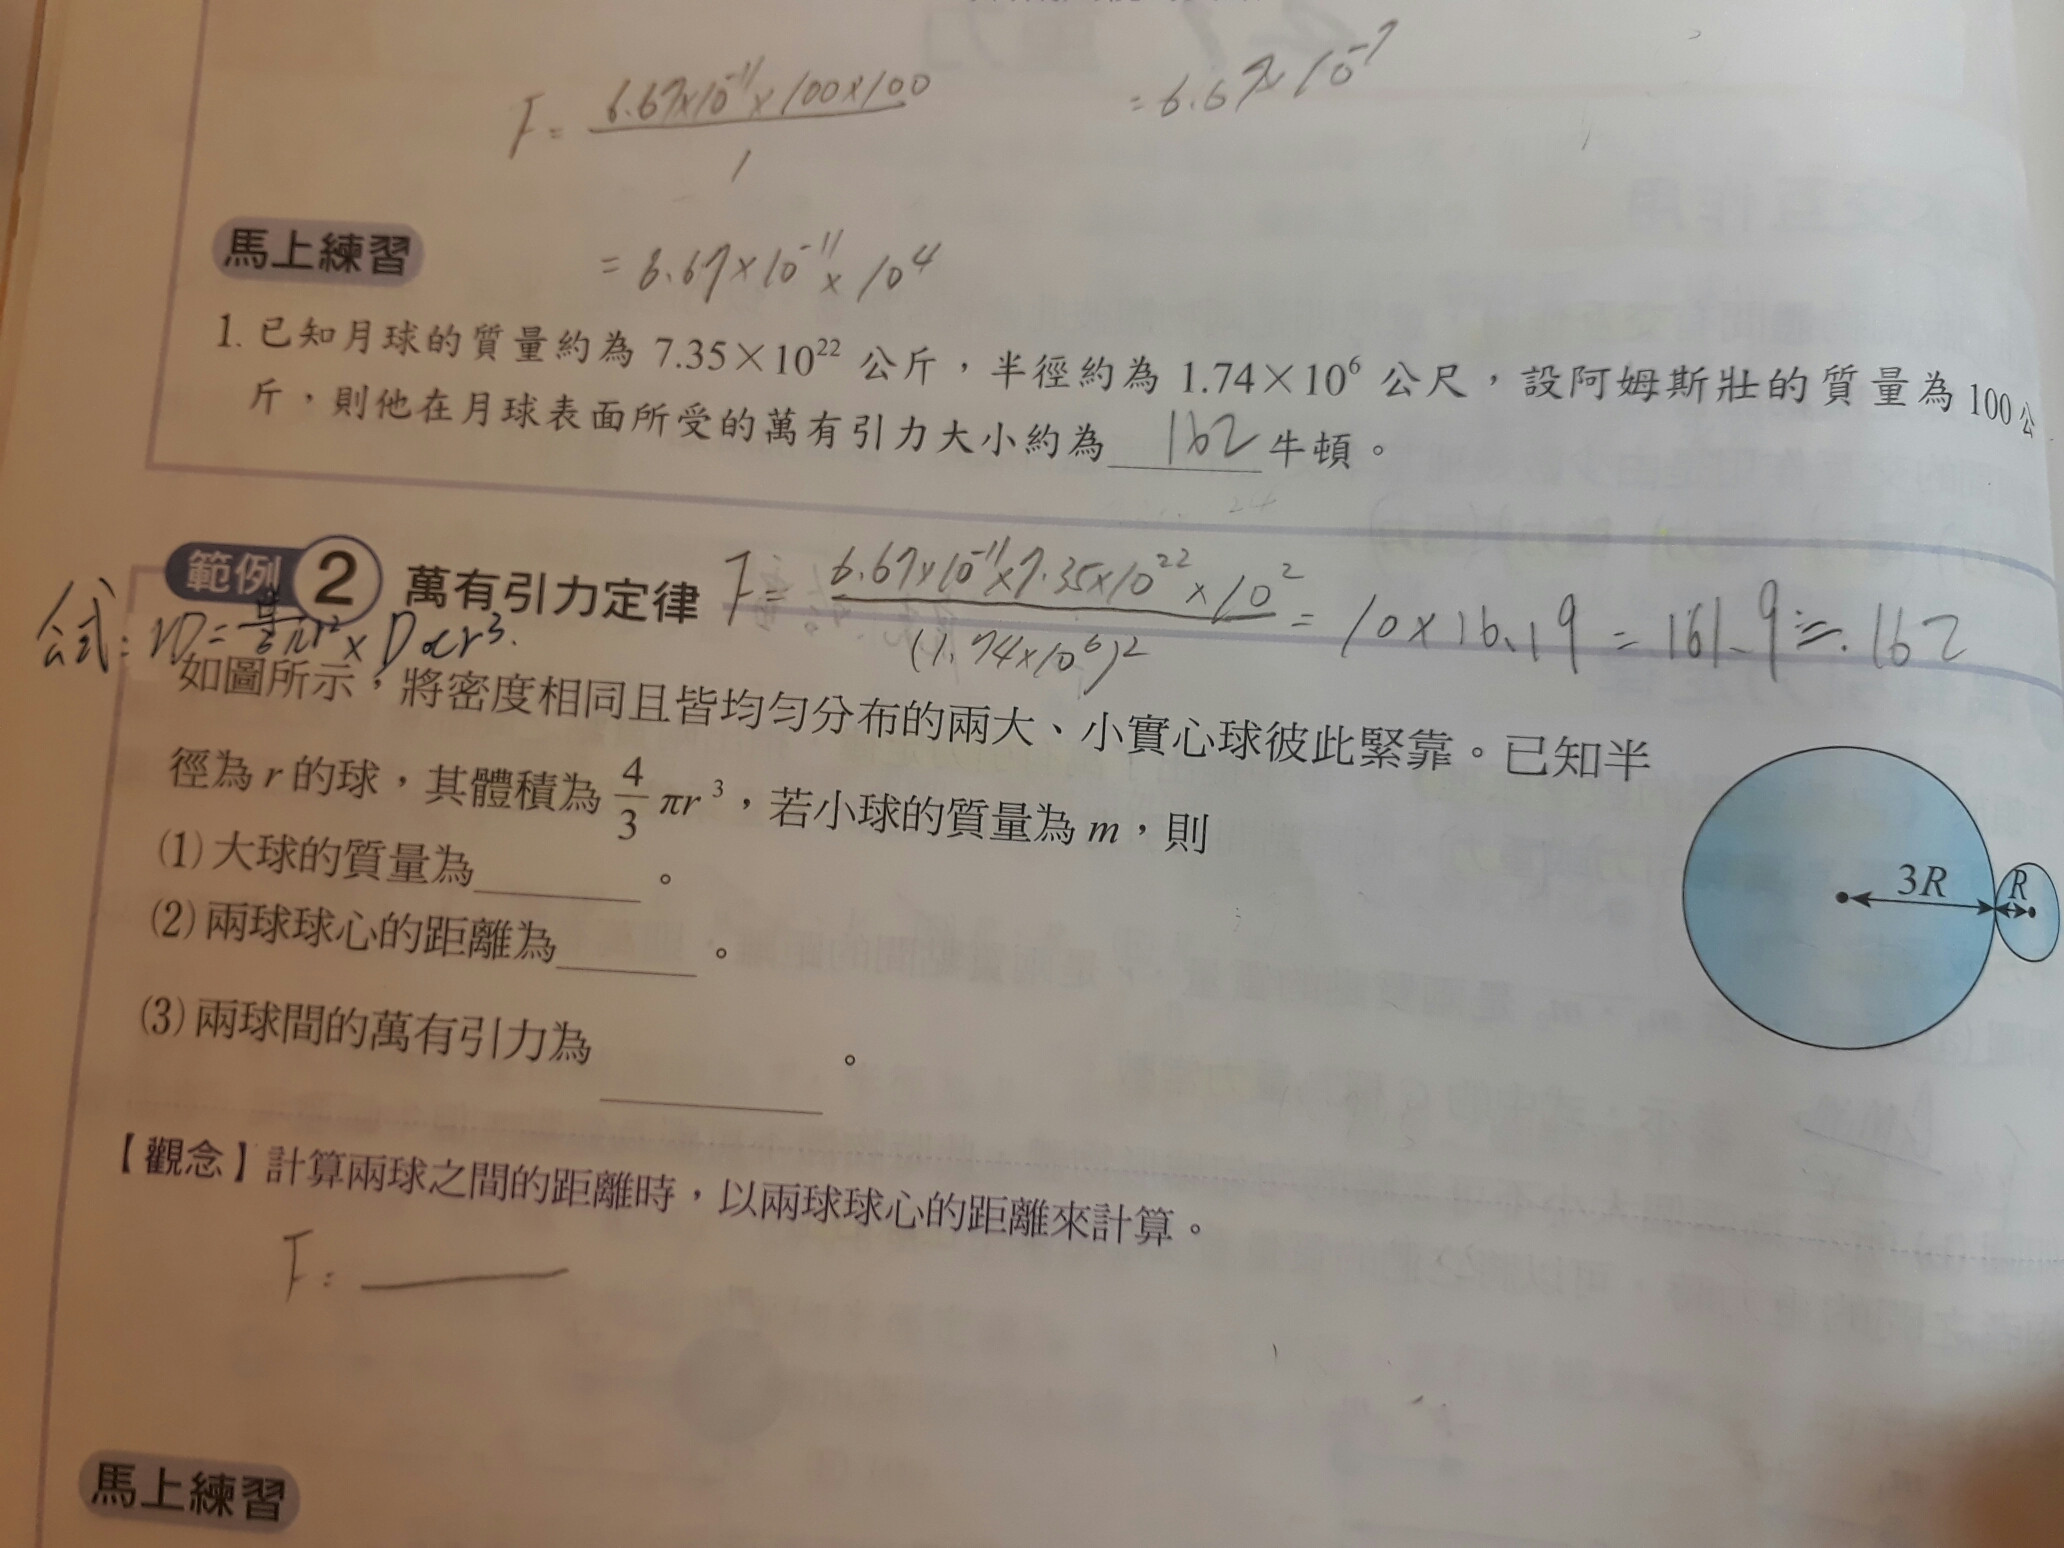 F = 6.67×10⁻¹¹×100×100 / 1
= 6.67×10⁻⁷
馬上練習
= 6.67×10⁻¹¹×10⁴
1. 已知月球的質量約為 7.35×10²² 公斤，半徑約為 1.74×10⁶ 公尺，設阿姆斯壯的質量為 100 公
斤，則他在月球表面所受的萬有引力大小約為 162 牛頓。
範例 2 萬有引力定律
F = 6.67×10⁻¹¹×7.35×10²²×10² / (1.74×10⁶)² = 10×16.19 = 161.9 ≒ 162
公式: m = 4/3 πr² × D ∝ r³.
如圖所示，將密度相同且皆均勻分布的兩大、小實心球彼此緊靠。已知半
徑為 r 的球，其體積為 4/3 πr³，若小球的質量為 m，則
3R R
(1) 大球的質量為______。
(2) 兩球球心的距離為______。
(3) 兩球間的萬有引力為______。
【觀念】計算兩球之間的距離時，以兩球球心的距離來計算。
F =
馬上練習